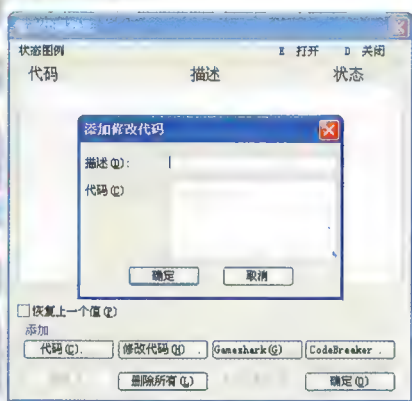 状态图例 E 打开 D 关闭
代码 描述 状态
添加修改代码
描述(D):
代码(C)
确定 取消
恢复上一个值(P)
添加
代码(C). 修改代码(H) . Gameshark(G) CodeBreaker .
删除所有(L) 确定(O)